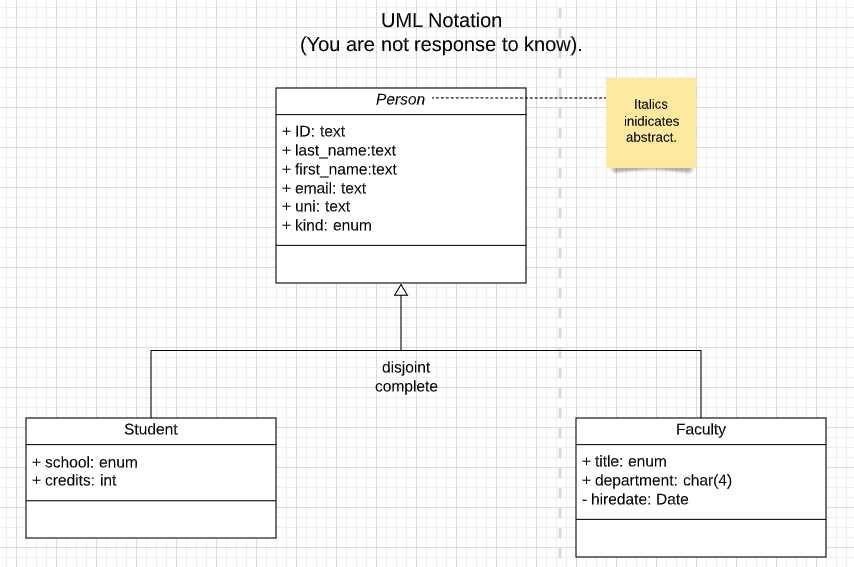 UML Notation
(You are not response to know).
Person
Italics
inidicates
abstract.
+ ID: text
+ last_name:text
+ first_name:text
+ email: text
+ uni: text
+ kind: enum
disjoint
complete
Student
+ school: enum
+ credits: int
Faculty
+ title: enum
+ department: char(4)
- hiredate: Date